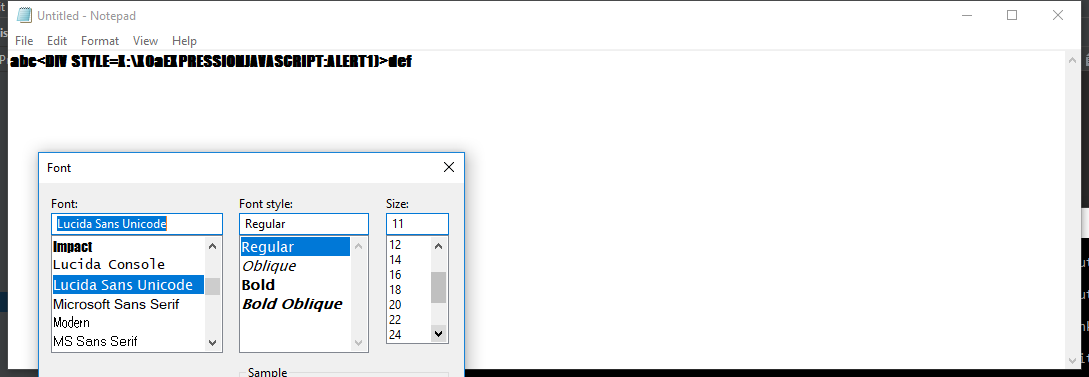 Untitled - Notepad
File Edit Format View Help
abc<DIV STYLE=X:\X0aEXPRESSIONJAVASCRIPT:ALERT1)>def
Font
Font: Font style: Size:
Lucida Sans Unicode Regular 11
Impact Regular 12
Lucida Console Oblique 14
Lucida Sans Unicode Bold 16
Microsoft Sans Serif Bold Oblique 18
Modern 20
MS Sans Serif 22
24
Sample